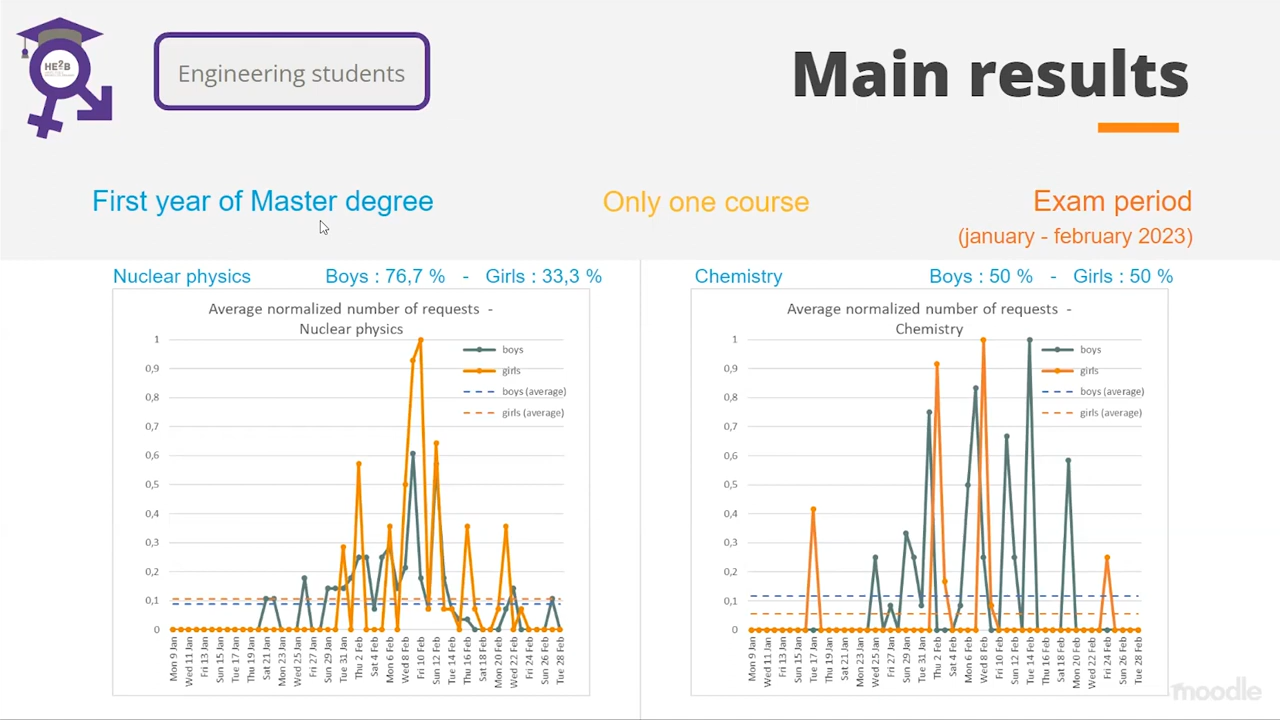 HE²B
Engineering students
Main results
First year of Master degree
Only one course
Exam period
(january - february 2023)
Nuclear physics Boys : 76,7 % - Girls : 33,3 %
Average normalized number of requests -
Nuclear physics
1
0,9
0,8
0,7
0,6
0,5
0,4
0,3
0,2
0,1
0
boys
girls
boys (average)
girls (average)
Mon 9 Jan
Wed 11 Jan
Fri 13 Jan
Sun 15 Jan
Tue 17 Jan
Thu 19 Jan
Sat 21 Jan
Mon 23 Jan
Wed 25 Jan
Fri 27 Jan
Sun 29 Jan
Tue 31 Jan
Thu 2 Feb
Sat 4 Feb
Mon 6 Feb
Wed 8 Feb
Fri 10 Feb
Sun 12 Feb
Tue 14 Feb
Thu 16 Feb
Sat 18 Feb
Mon 20 Feb
Wed 22 Feb
Fri 24 Feb
Sun 26 Feb
Tue 28 Feb
Chemistry Boys : 50 % - Girls : 50 %
Average normalized number of requests -
Chemistry
1
0,9
0,8
0,7
0,6
0,5
0,4
0,3
0,2
0,1
0
boys
girls
boys (average)
girls (average)
Mon 9 Jan
Wed 11 Jan
Fri 13 Jan
Sun 15 Jan
Tue 17 Jan
Thu 19 Jan
Sat 21 Jan
Mon 23 Jan
Wed 25 Jan
Fri 27 Jan
Sun 29 Jan
Tue 31 Jan
Thu 2 Feb
Sat 4 Feb
Mon 6 Feb
Wed 8 Feb
Fri 10 Feb
Sun 12 Feb
Tue 14 Feb
Thu 16 Feb
Sat 18 Feb
Mon 20 Feb
Wed 22 Feb
Fri 24 Feb
Sun 26 Feb
Tue 28 Feb
moodle